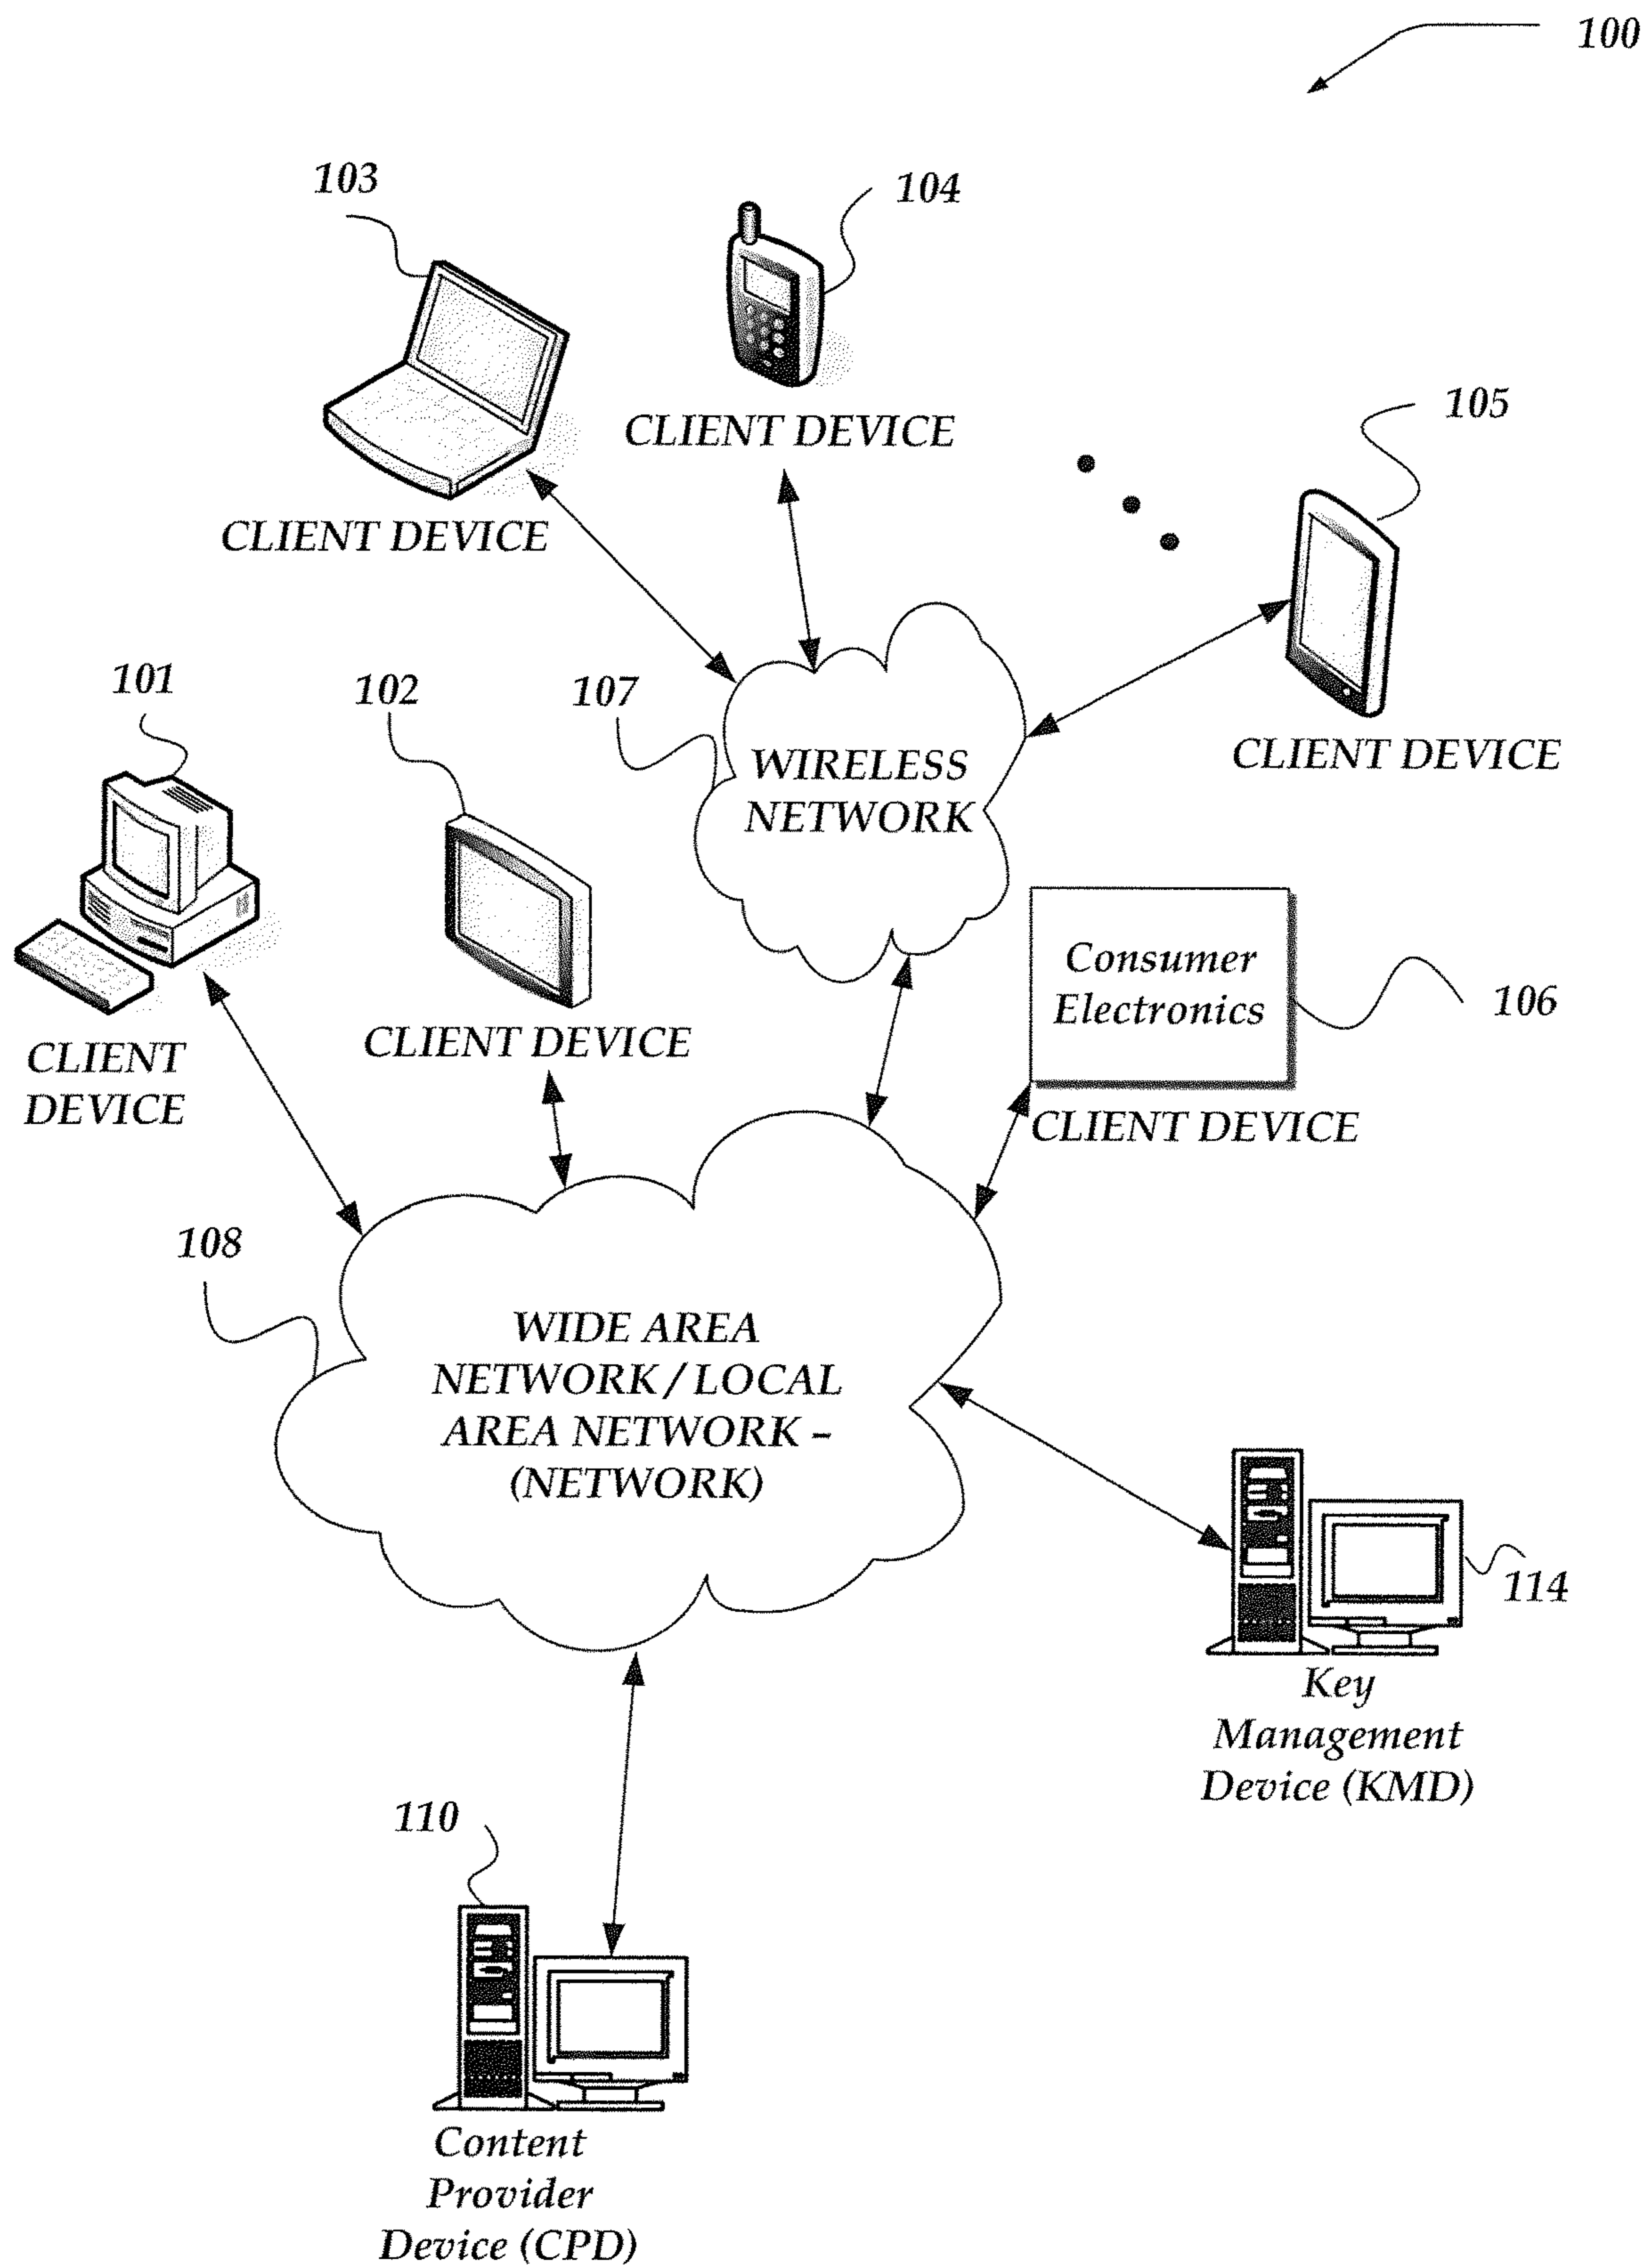 100
103
104
CLIENT DEVICE
105
CLIENT DEVICE
101
102
107
WIRELESS
NETWORK
CLIENT DEVICE
Consumer
Electronics
106
CLIENT DEVICE
CLIENT
DEVICE
CLIENT DEVICE
108
WIDE AREA
NETWORK / LOCAL
AREA NETWORK –
(NETWORK)
114
Key
Management
Device (KMD)
110
Content
Provider
Device (CPD)